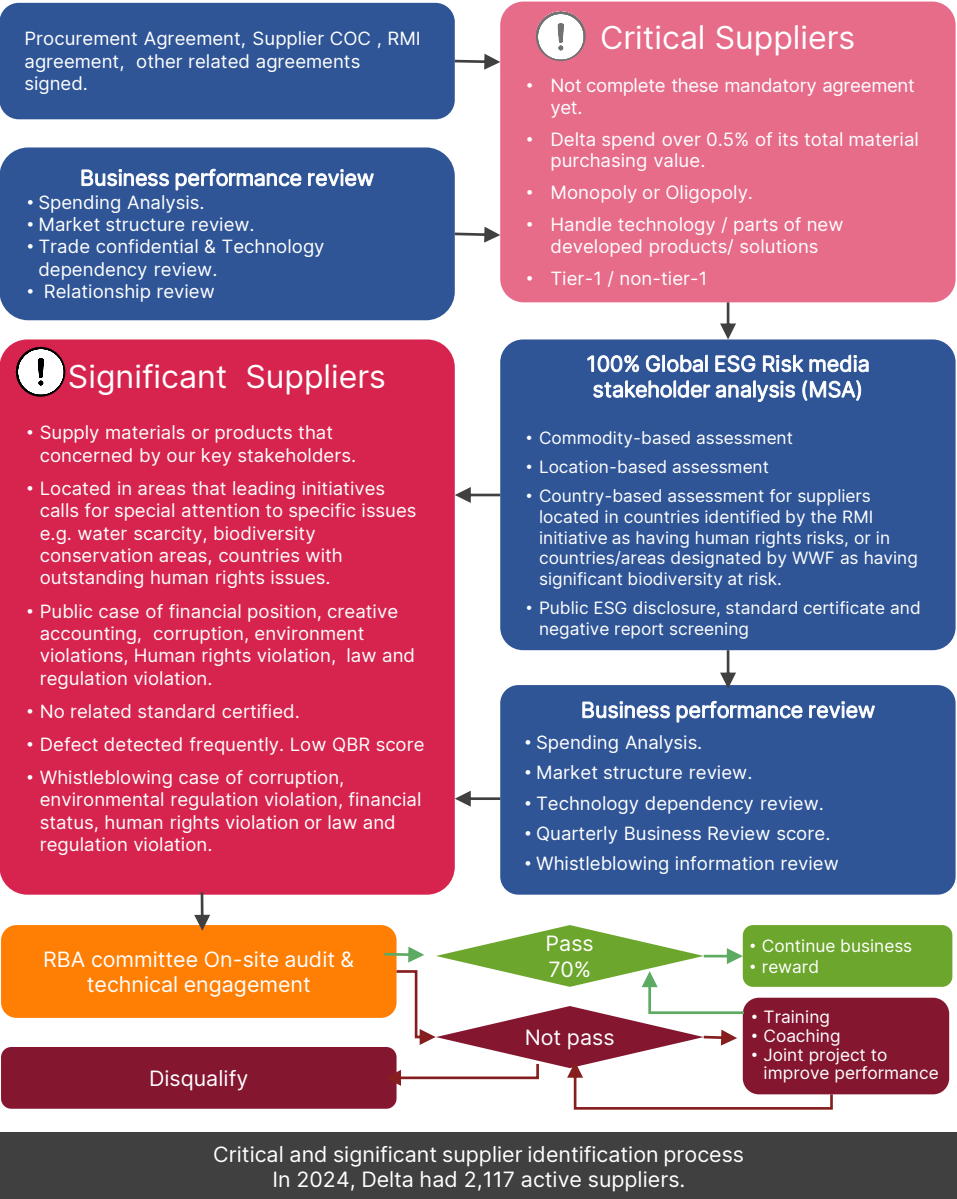 Procurement Agreement, Supplier COC , RMI
agreement, other related agreements
signed.
! Critical Suppliers
• Not complete these mandatory agreement
yet.
• Delta spend over 0.5% of its total material
purchasing value.
• Monopoly or Oligopoly.
• Handle technology / parts of new
developed products/ solutions
• Tier-1 / non-tier-1
Business performance review
• Spending Analysis.
• Market structure review.
• Trade confidential & Technology
dependency review.
• Relationship review
! Significant Suppliers
• Supply materials or products that
concerned by our key stakeholders.
• Located in areas that leading initiatives
calls for special attention to specific issues
e.g. water scarcity, biodiversity
conservation areas, countries with
outstanding human rights issues.
• Public case of financial position, creative
accounting, corruption, environment
violations, Human rights violation, law and
regulation violation.
• No related standard certified.
• Defect detected frequently. Low QBR score
• Whistleblowing case of corruption,
environmental regulation violation, financial
status, human rights violation or law and
regulation violation.
100% Global ESG Risk media
stakeholder analysis (MSA)
• Commodity-based assessment
• Location-based assessment
• Country-based assessment for suppliers
located in countries identified by the RMI
initiative as having human rights risks, or in
countries/areas designated by WWF as having
significant biodiversity at risk.
• Public ESG disclosure, standard certificate and
negative report screening
Business performance review
• Spending Analysis.
• Market structure review.
• Technology dependency review.
• Quarterly Business Review score.
• Whistleblowing information review
RBA committee On-site audit &
technical engagement
Pass
70%
• Continue business
• reward
Not pass
• Training
• Coaching
• Joint project to
improve performance
Disqualify
Critical and significant supplier identification process
In 2024, Delta had 2,117 active suppliers.